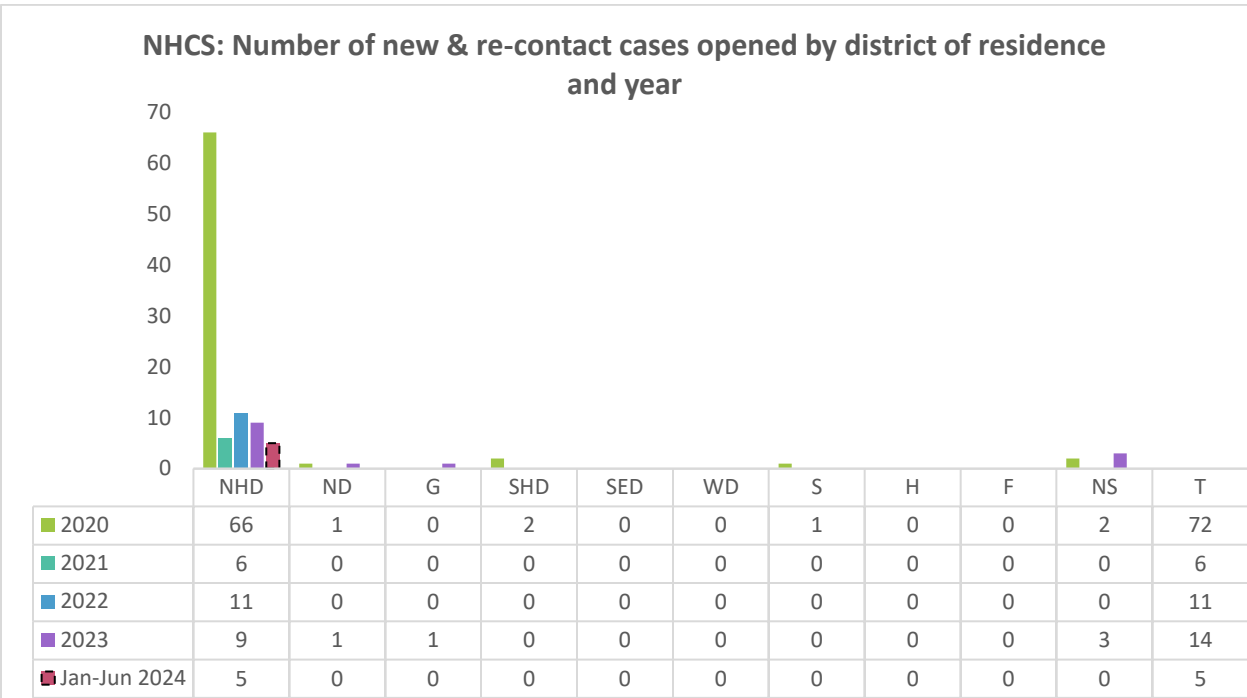 NHCS: Number of new & re-contact cases opened by district of residence
and year
70
60
50
40
30
20
10
0
NHD ND G SHD SED WD S H F NS T
2020 66 1 0 2 0 0 1 0 0 2 72
2021 6 0 0 0 0 0 0 0 0 0 6
2022 11 0 0 0 0 0 0 0 0 0 11
2023 9 1 1 0 0 0 0 0 0 3 14
Jan-Jun 2024 5 0 0 0 0 0 0 0 0 0 5